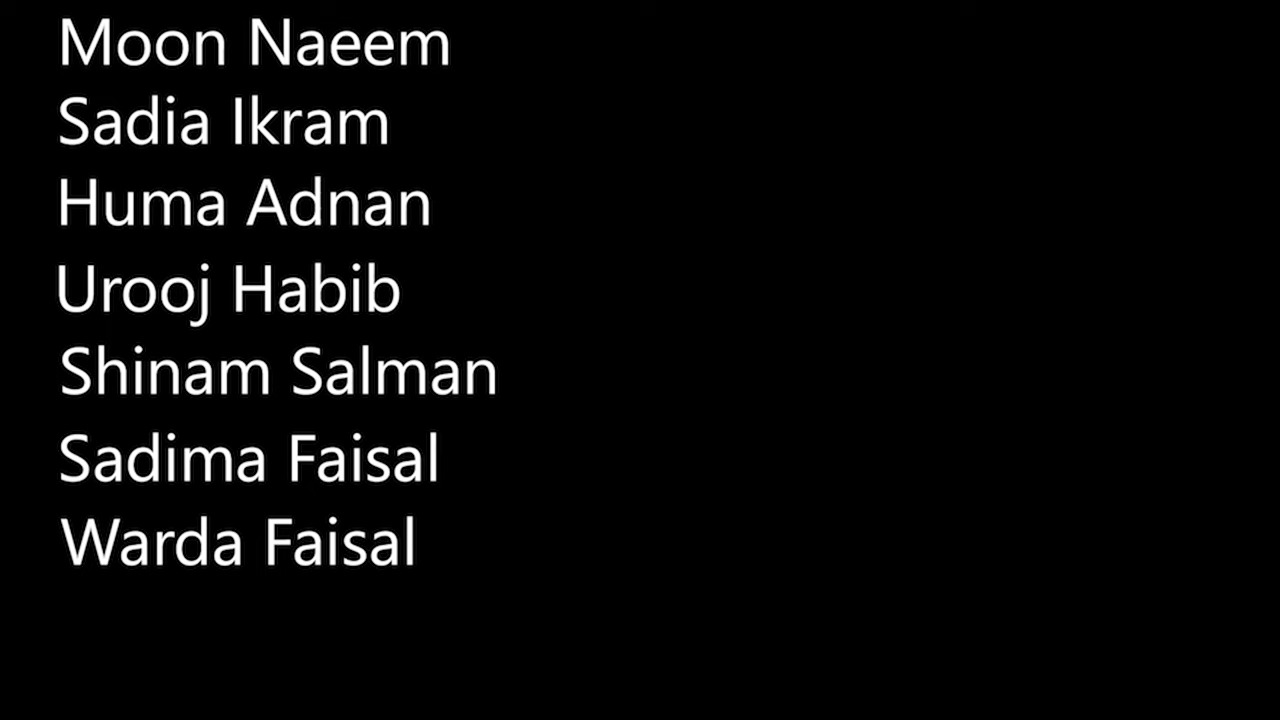 Moon Naeem
Sadia Ikram
Huma Adnan
Urooj Habib
Shinam Salman
Sadima Faisal
Warda Faisal